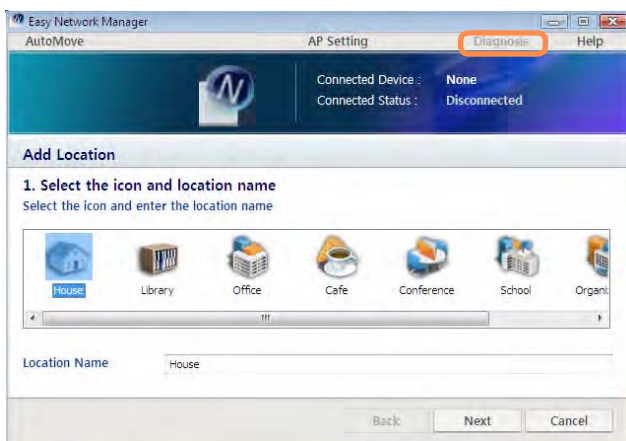 Easy Network Manager
AutoMove AP Setting Diagnosis Help
Connected Device : None
Connected Status : Disconnected
Add Location
1. Select the icon and location name
Select the icon and enter the location name
House Library Office Cafe Conference School Organi
Location Name House
Back Next Cancel